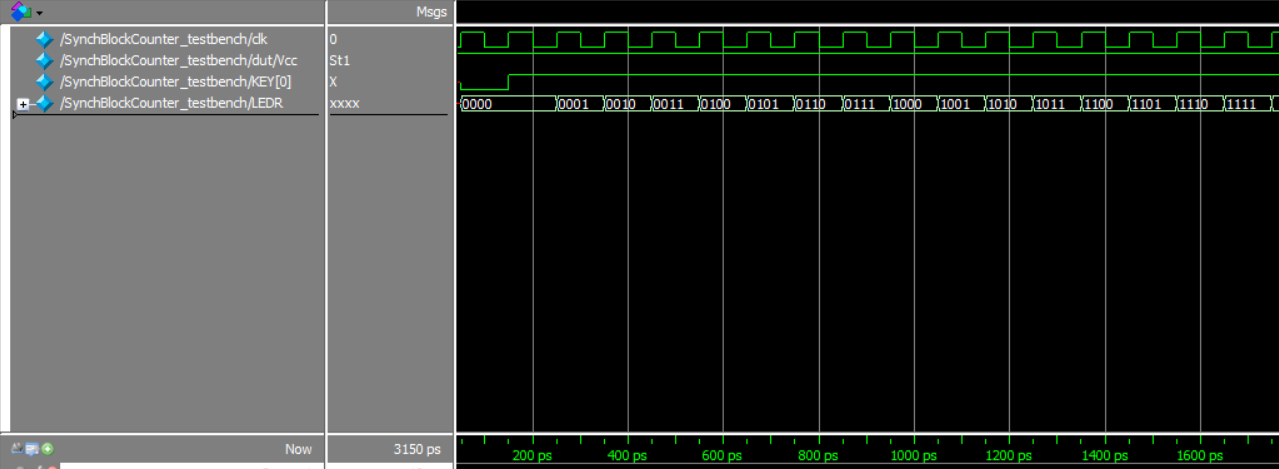 Msgs
/SynchBlockCounter_testbench/clk 0
/SynchBlockCounter_testbench/dut/Vcc St1
/SynchBlockCounter_testbench/KEY[0] X
/SynchBlockCounter_testbench/LEDR xxxx 0000 0001 0010 0011 0100 0101 0110 0111 1000 1001 1010 1011 1100 1101 1110 1111
Now 3150 ps 200 ps 400 ps 600 ps 800 ps 1000 ps 1200 ps 1400 ps 1600 ps